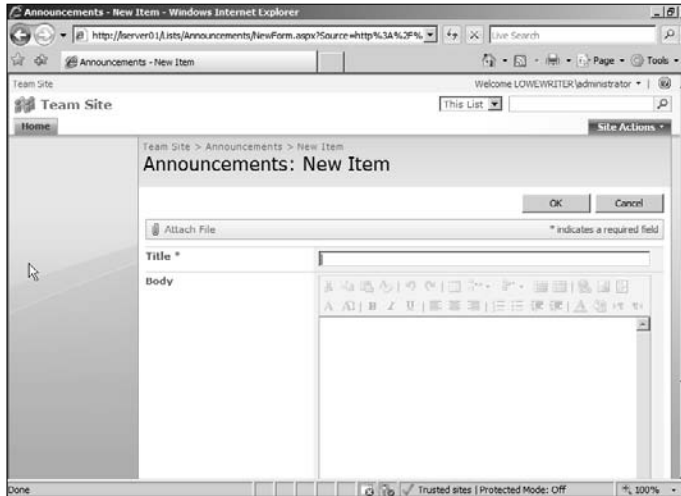 Announcements - New Item - Windows Internet Explorer
http://lserver01/Lists/Announcements/NewForm.aspx?Source=http%3A%2F%
Live Search
Announcements - New Item
Page
Tools
Team Site
Welcome LOWEWRITER\administrator
Team Site
This List
Home
Site Actions
Team Site > Announcements > New Item
Announcements: New Item
OK
Cancel
Attach File
* indicates a required field
Title *
Body
A A B I U A
Done
Trusted sites | Protected Mode: Off
100%